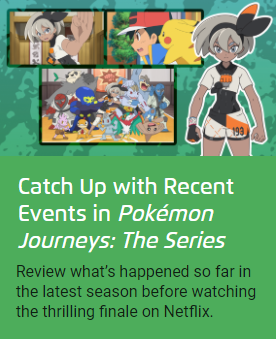 193
Catch Up with Recent
Events in Pokémon
Journeys: The Series
Review what's happened so far in
the latest season before watching
the thrilling finale on Netflix.